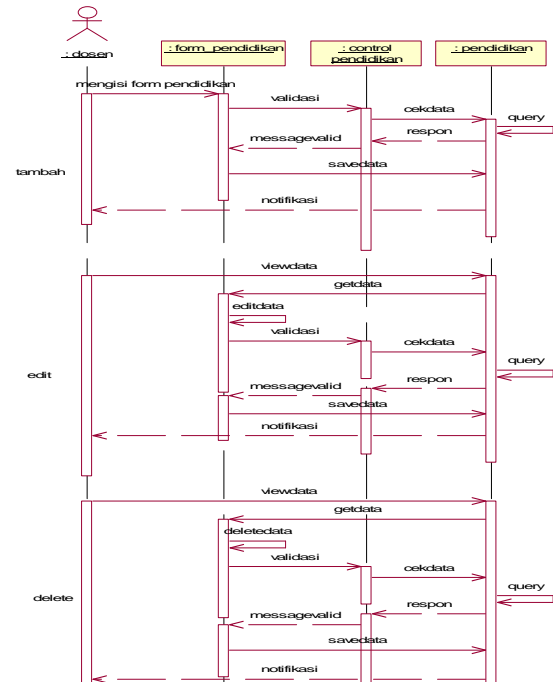 : dosen
: form_pendidikan
: control
pendidikan
: pendidikan
mengisi form pendidikan
validasi
cekdata
query
respon
messagevalid
tambah
savedata
notifikasi
viewdata
getdata
editdata
validasi
cekdata
query
edit
respon
messagevalid
savedata
notifikasi
viewdata
getdata
deletedata
validasi
cekdata
query
delete
respon
messagevalid
savedata
notifikasi